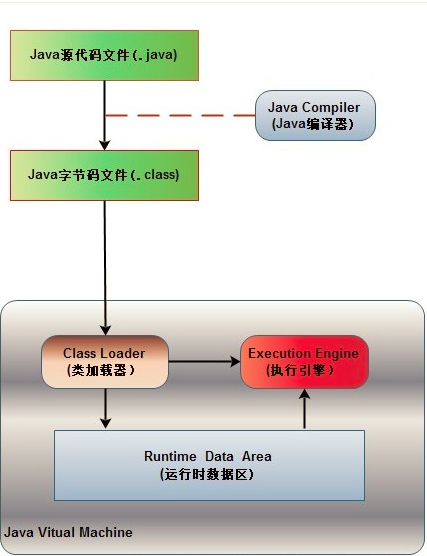 Java源代码文件(.java)
Java Compiler
(Java编译器)
Java字节码文件(.class)
Class Loader
(类加载器)
Execution Engine
(执行引擎)
Runtime Data Area
(运行时数据区)
Java Vitual Machine